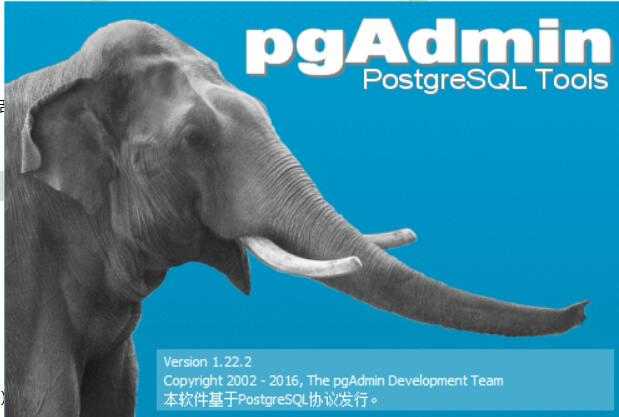 pgAdmin
PostgreSQL Tools
Version 1.22.2
Copyright 2002 - 2016, The pgAdmin Development Team
本软件基于PostgreSQL协议发行。